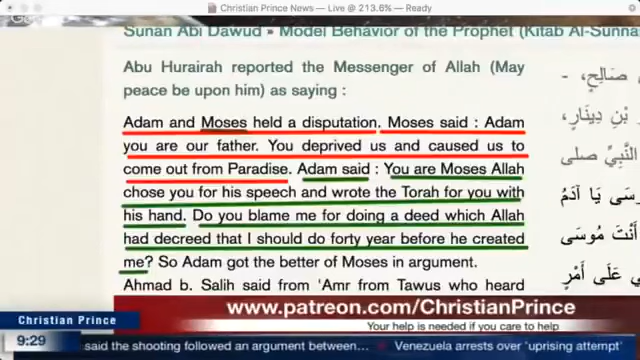 Christian Prince News — Live @ 213.6% — Ready
Sunan Abi Dawud » Model Behavior of the Prophet (Kitab Al-Sunna
Abu Hurairah reported the Messenger of Allah (May
peace be upon him) as saying :
Adam and Moses held a disputation. Moses said : Adam
you are our father. You deprived us and caused us to
come out from Paradise. Adam said : You are Moses Allah
chose you for his speech and wrote the Torah for you with
his hand. Do you blame me for doing a deed which Allah
had decreed that I should do forty year before he created
me? So Adam got the better of Moses in argument.
Ahmad b. Salih said from 'Amr from Tawus who heard
صَالِحٍ، -
بْنِ دِينَارٍ،
النَّبِيِّ صلى
يَا آدَمُ
أَنْتَ مُوسَى
عَلَى أَمْرٍ
www.patreon.com/ChristianPrince
Your help is needed if you care to help
Christian Prince
9:29 said the shooting followed an argument between... Venezuela arrests over 'uprising attempt'